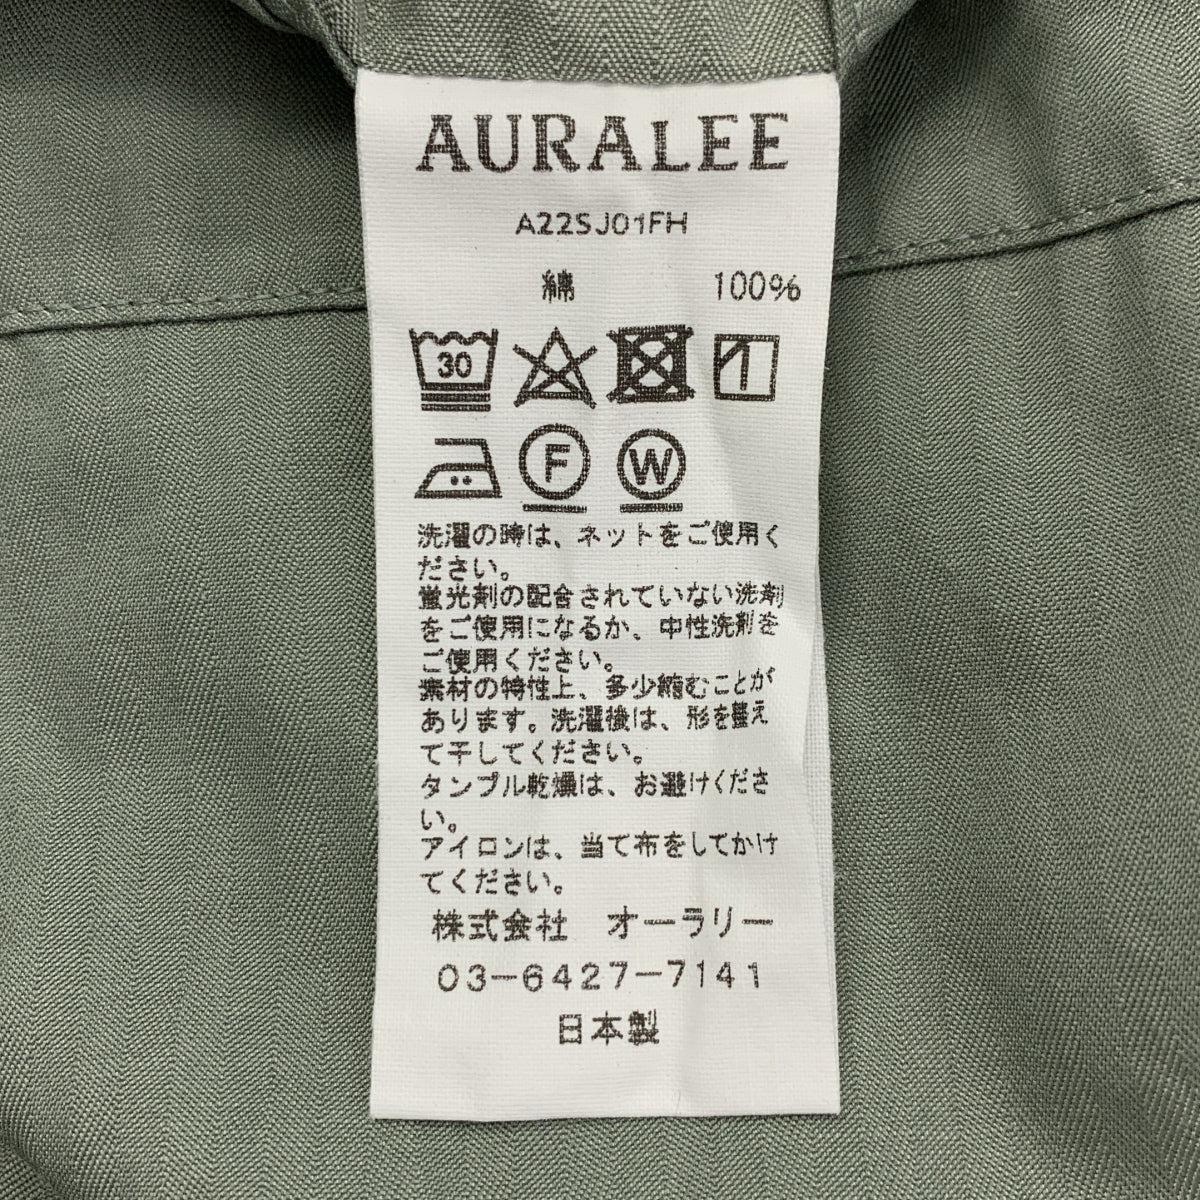 AURALEE
A22SJ01FH
綿 100%
30
F W
洗濯の時は、ネットをご使用く
ださい。
蛍光剤の配合されていない洗剤
をご使用になるか、中性洗剤を
ご使用ください。
素材の特性上、多少縮むことが
あります。洗濯後は、形を整え
て干してください。
タンブル乾燥は、お避けくださ
い。
アイロンは、当て布をしてかけ
てください。
株式会社 オーラリー
03-6427-7141
日本製